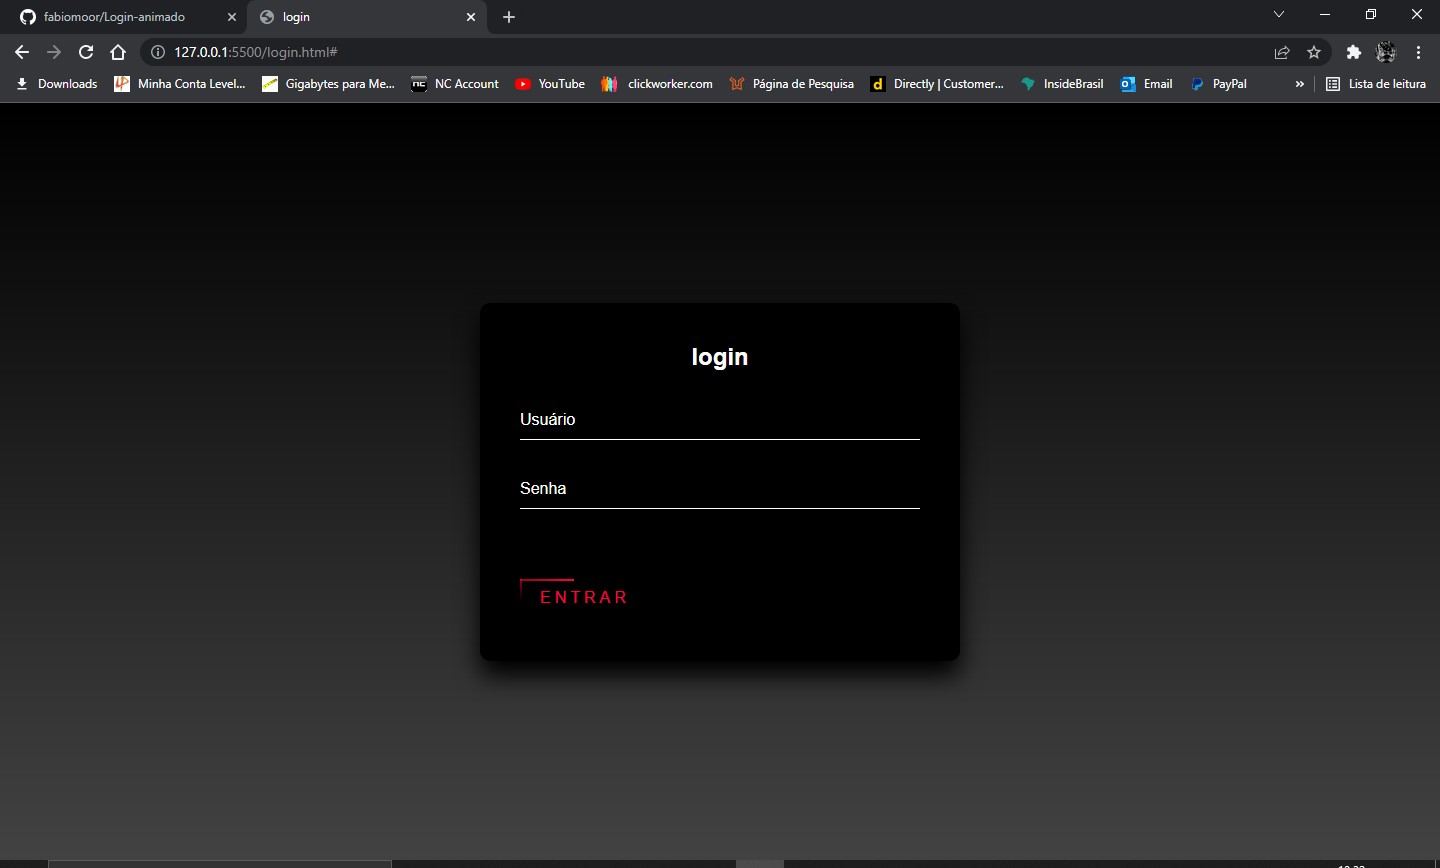 fabiomoor/Login-animado
login
127.0.0.1:5500/login.html#
Downloads
Minha Conta Level...
Gigabytes para Me...
NC Account
YouTube
clickworker.com
Página de Pesquisa
Directly | Customer...
InsideBrasil
Email
PayPal
»
Lista de leitura
login
Usuário
Senha
ENTRAR